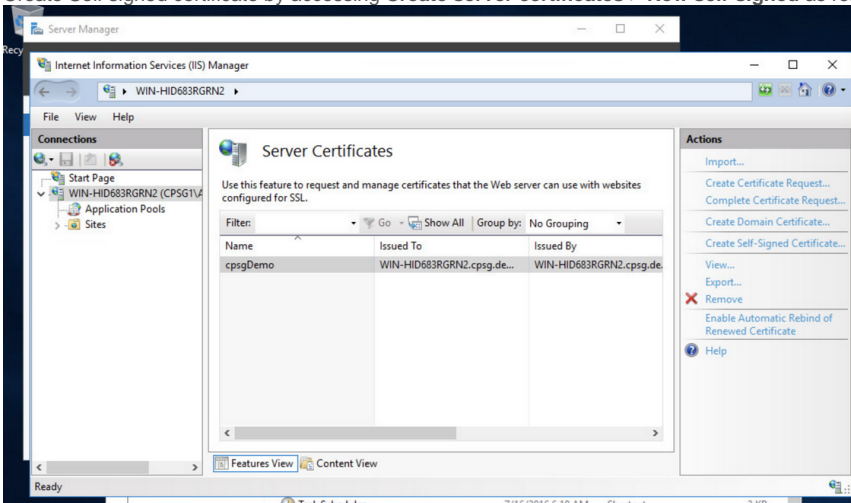 Create Self signed certificate by accessing Create Server certificates > New Self-signed as
Server Manager
Recy
Internet Information Services (IIS) Manager
WIN-HID683RGRN2
File View Help
Connections
Start Page
WIN-HID683RGRN2 (CPSG1\A
Application Pools
Sites
Server Certificates
Use this feature to request and manage certificates that the Web server can use with websites
configured for SSL.
Filter: Go Show All Group by: No Grouping
Name Issued To Issued By
cpsgDemo WIN-HID683RGRN2.cpsg.de... WIN-HID683RGRN2.cpsg.de.
Features View Content View
Actions
Import...
Create Certificate Request...
Complete Certificate Request...
Create Domain Certificate...
Create Self-Signed Certificate...
View...
Export...
Remove
Enable Automatic Rebind of
Renewed Certificate
Help
Ready